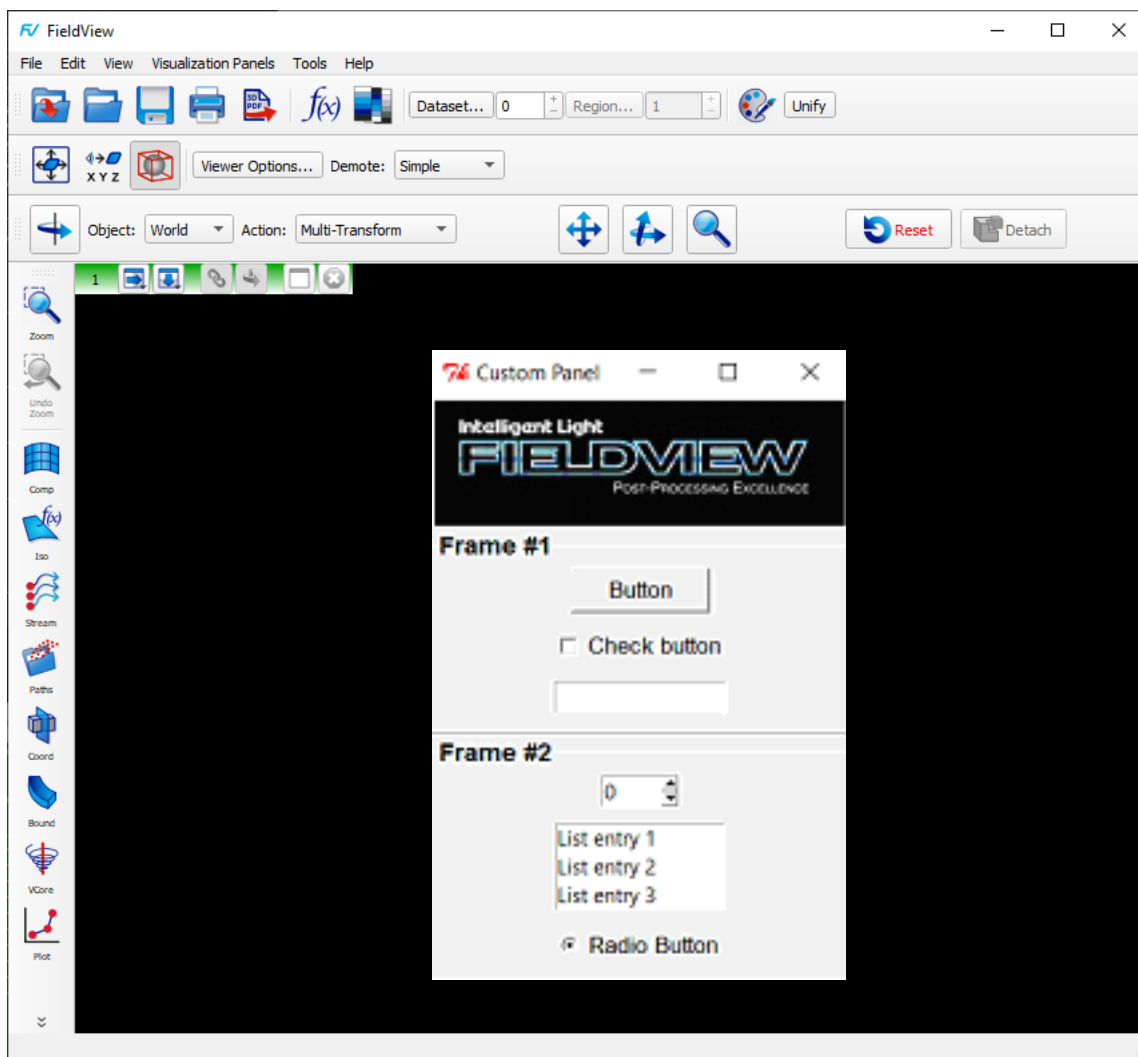 FV FieldView
File Edit View Visualization Panels Tools Help
3D PDF f(x) Dataset... 0 Region... 1 Unify
X Y Z Viewer Options... Demote: Simple
Object: World Action: Multi-Transform Reset Detach
1
Zoom
Undo
Zoom
Comp
f(x)
Iso
Stream
Paths
Coord
Bound
VCore
Plot
Custom Panel
Intelligent Light
FIELDVIEW
Post-Processing Excellence
Frame #1
Button
Check button
Frame #2
0
List entry 1
List entry 2
List entry 3
Radio Button